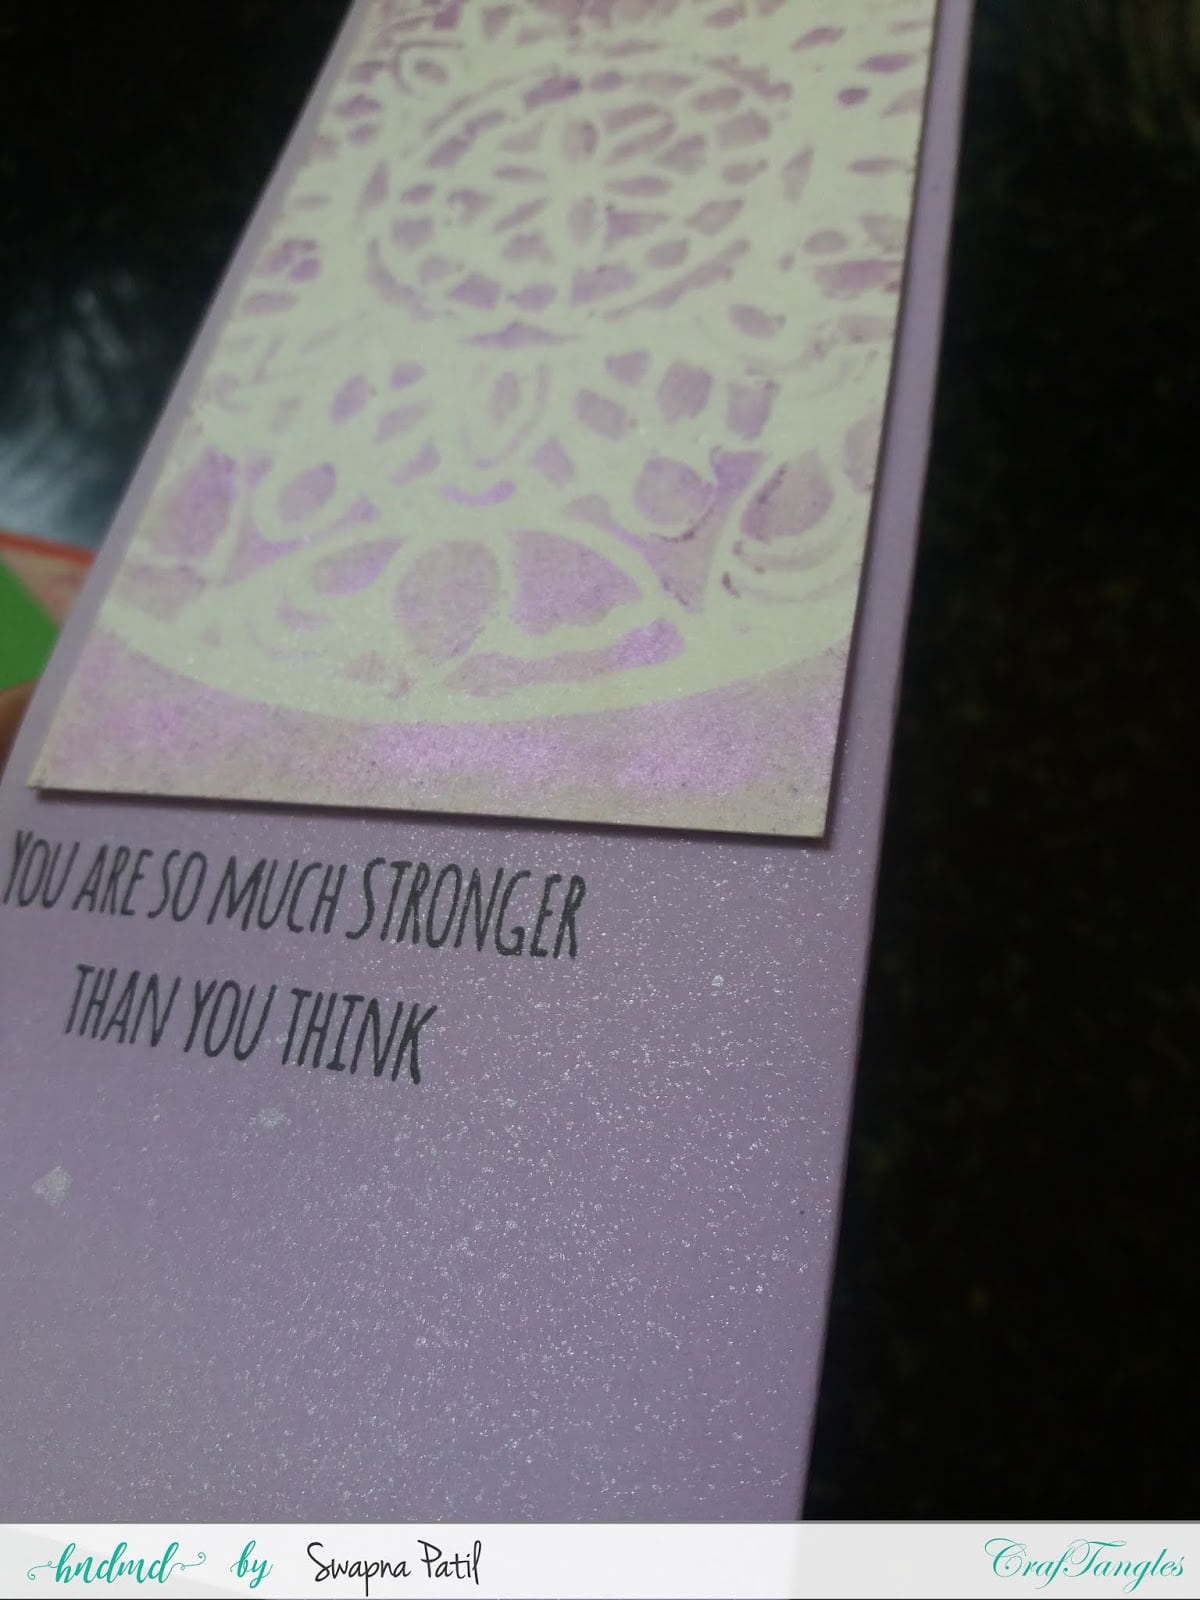 YOU ARE SO MUCH STRONGER
THAN YOU THINK
hndmd by Swapna Patil CrafTangles